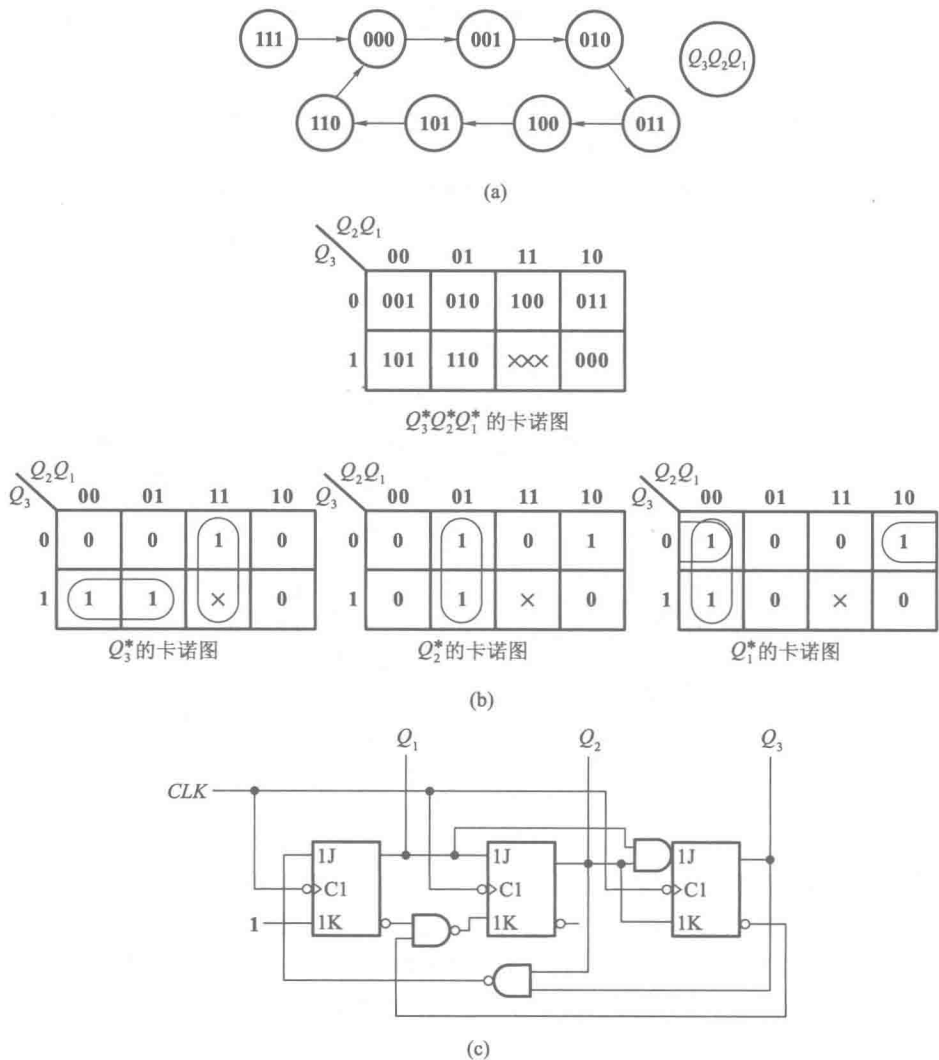 111 000 001 010 Q₃Q₂Q₁
110 101 100 011
(a)
Q₂Q₁
Q₃ 00 01 11 10
0 001 010 100 011
1 101 110 ××× 000
Q₃*Q₂*Q₁* 的卡诺图
Q₂Q₁
Q₃ 00 01 11 10
0 0 0 1 0
1 1 1 × 0
Q₃*的卡诺图
Q₂Q₁
Q₃ 00 01 11 10
0 0 1 0 1
1 0 1 × 0
Q₂*的卡诺图
Q₂Q₁
Q₃ 00 01 11 10
0 1 0 0 1
1 1 0 × 0
Q₁*的卡诺图
(b)
Q₁ Q₂ Q₃
CLK
1J 1J 1J
C1 C1 C1
1 1K 1K 1K
(c)